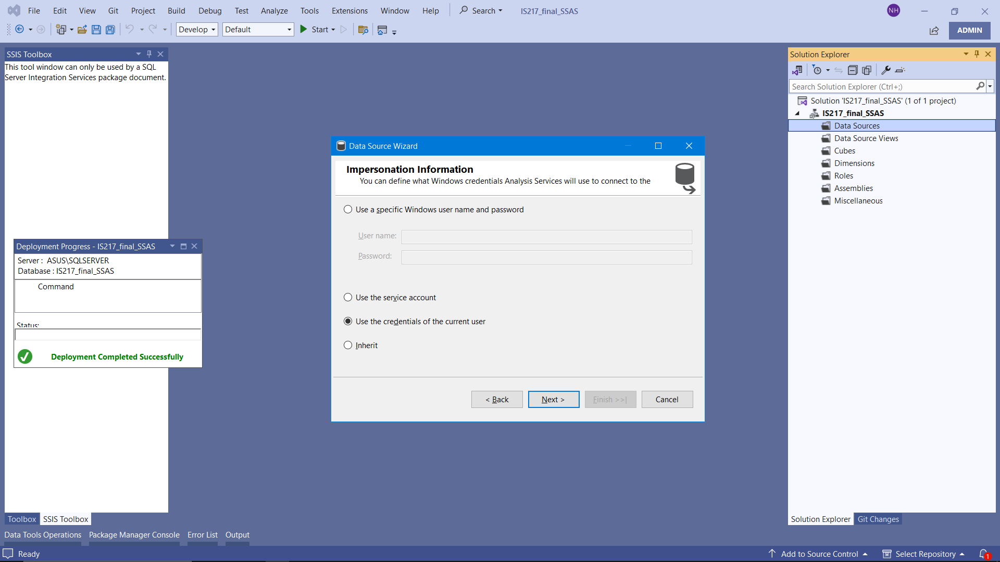 File Edit View Git Project Build Debug Test Analyze Tools Extensions Window Help Search IS217_final_SSAS NH
Develop Default Start ADMIN
SSIS Toolbox
This tool window can only be used by a SQL
Server Integration Services package document.
Deployment Progress - IS217_final_SSAS
Server : ASUS\SQLSERVER
Database : IS217_final_SSAS
Command
Status:
Deployment Completed Successfully
Data Source Wizard
Impersonation Information
You can define what Windows credentials Analysis Services will use to connect to the
Use a specific Windows user name and password
User name:
Password:
Use the service account
Use the credentials of the current user
Inherit
< Back Next > Finish >>| Cancel
Solution Explorer
Search Solution Explorer (Ctrl+;)
Solution 'IS217_final_SSAS' (1 of 1 project)
IS217_final_SSAS
Data Sources
Data Source Views
Cubes
Dimensions
Roles
Assemblies
Miscellaneous
Toolbox SSIS Toolbox
Solution Explorer Git Changes
Data Tools Operations Package Manager Console Error List Output
Ready Add to Source Control Select Repository 1